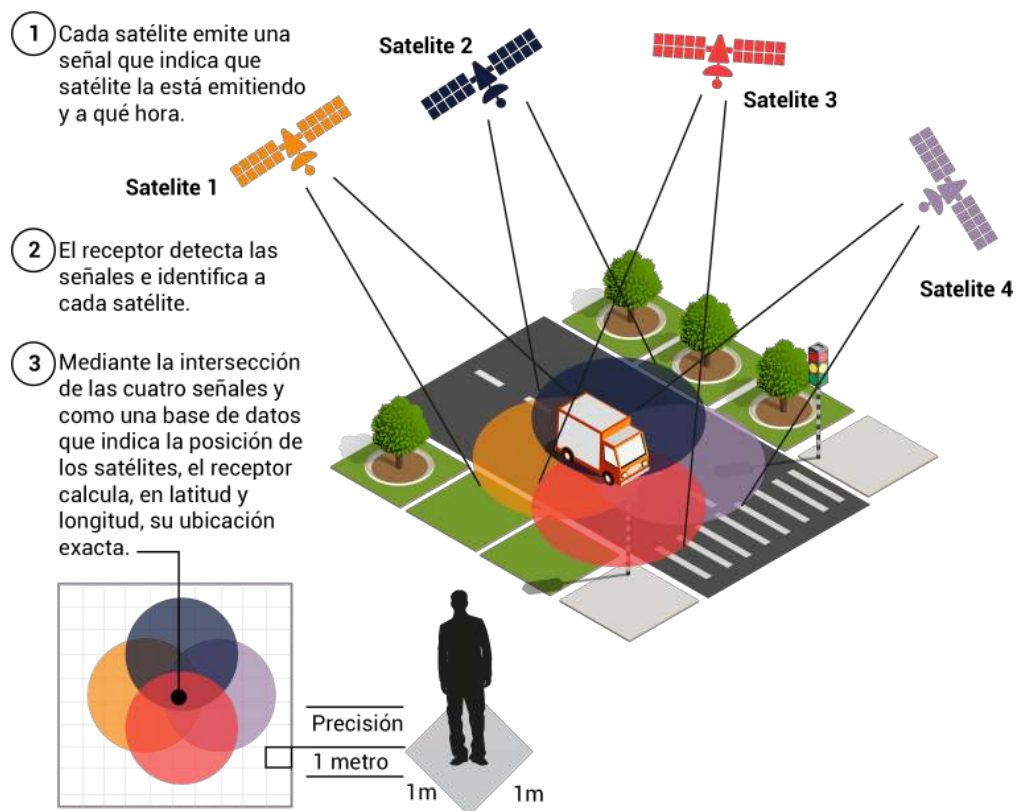 1
Cada satélite emite una
señal que indica que
satélite la está emitiendo
y a qué hora.
Satelite 1
Satelite 2
Satelite 3
Satelite 4
2
El receptor detecta las
señales e identifica a
cada satélite.
3
Mediante la intersección
de las cuatro señales y
como una base de datos
que indica la posición de
los satélites, el receptor
calcula, en latitud y
longitud, su ubicación
exacta.
Precisión
1 metro
1m
1m